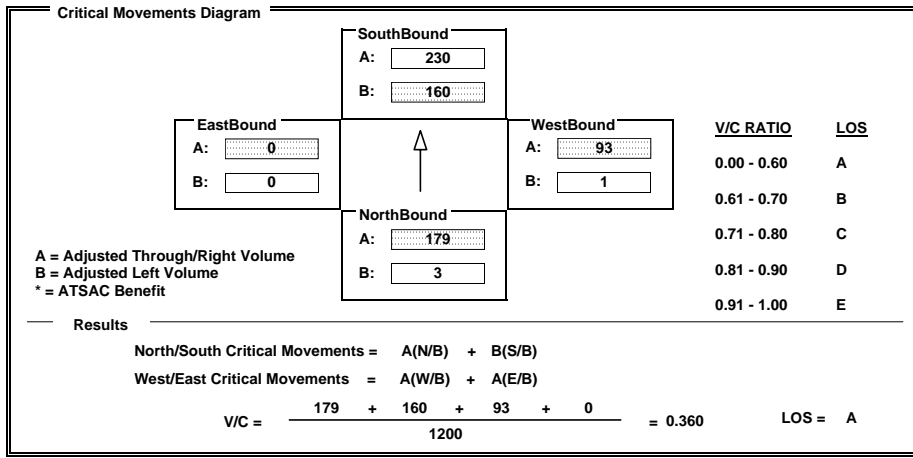 Critical Movements Diagram
SouthBound
A: 230
B: 160
EastBound
A: 0
B: 0
WestBound
A: 93
B: 1
NorthBound
A: 179
B: 3
V/C RATIO LOS
0.00 - 0.60 A
0.61 - 0.70 B
0.71 - 0.80 C
0.81 - 0.90 D
0.91 - 1.00 E
A = Adjusted Through/Right Volume
B = Adjusted Left Volume
* = ATSAC Benefit
Results
North/South Critical Movements = A(N/B) + B(S/B)
West/East Critical Movements = A(W/B) + A(E/B)
V/C = 179 + 160 + 93 + 0 = 0.360 LOS = A
1200